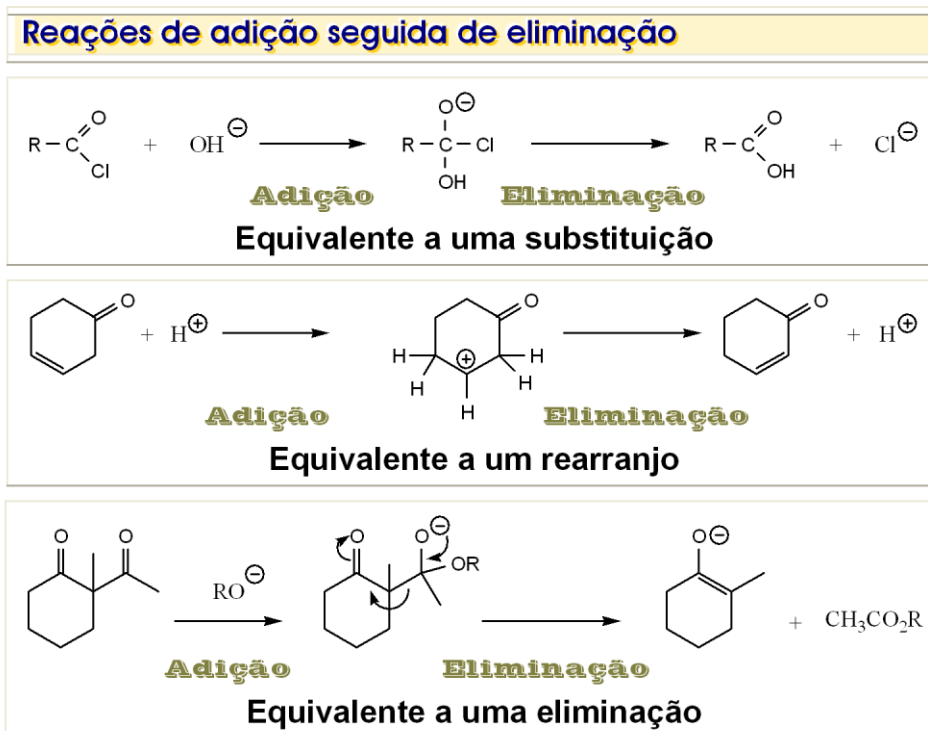 Reações de adição seguida de eliminação
R–C(=O)Cl + OH⊖ → R–C(O⊖)(OH)–Cl → R–C(=O)OH + Cl⊖
Adição Eliminação
Equivalente a uma substituição
O + H⊕ O H H ⊕ H H H O + H⊕
Adição Eliminação
Equivalente a um rearranjo
O O RO⊖ O O⊖ OR O⊖ + CH₃CO₂R
Adição Eliminação
Equivalente a uma eliminação